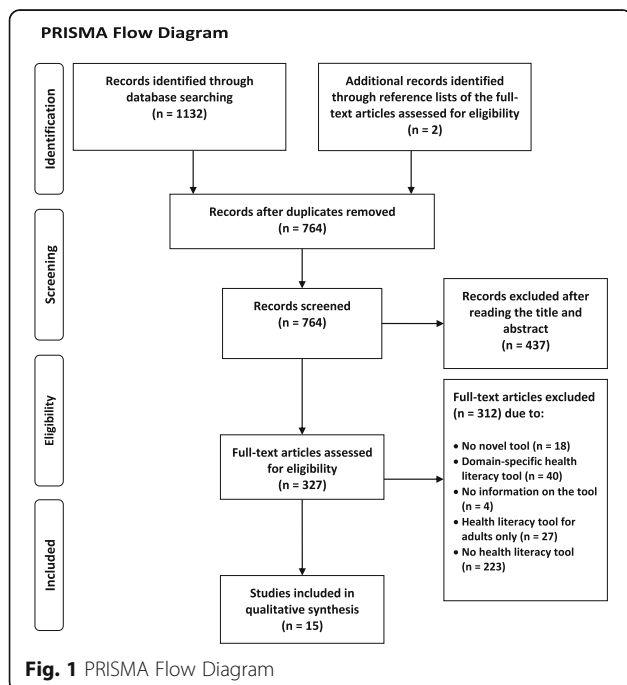 PRISMA Flow Diagram
Identification
Records identified through
database searching
(n = 1132)
Additional records identified
through reference lists of the full-
text articles assessed for eligibility
(n = 2)
Records after duplicates removed
(n = 764)
Screening
Records screened
(n = 764)
Records excluded after
reading the title and
abstract
(n = 437)
Eligibility
Full-text articles assessed
for eligibility
(n = 327)
Full-text articles excluded
(n = 312) due to:
• No novel tool (n = 18)
• Domain-specific health
literacy tool (n = 40)
• No information on the tool
(n = 4)
• Health literacy tool for
adults only (n = 27)
• No health literacy tool
(n = 223)
Included
Studies included in
qualitative synthesis
(n = 15)
Fig. 1 PRISMA Flow Diagram